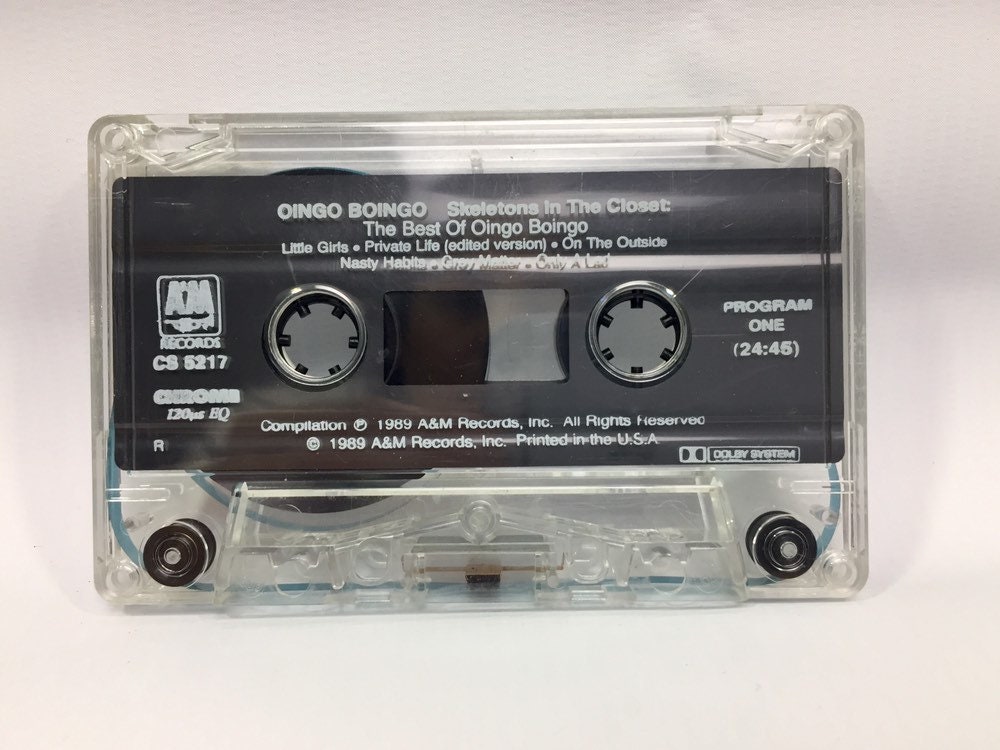 OINGO BOINGO Skeletons In The Closet:
The Best Of Oingo Boingo
Little Girls • Private Life (edited version) • On The Outside
Nasty Habits • Grey Matter • Only A Lad
A&M
RECORDS
CS 5217
CHROME
120µs EQ
R
PROGRAM
ONE
(24:45)
Compilation ℗ 1989 A&M Records, Inc. All Rights Reserved
© 1989 A&M Records, Inc. Printed in the U.S.A
DOLBY SYSTEM